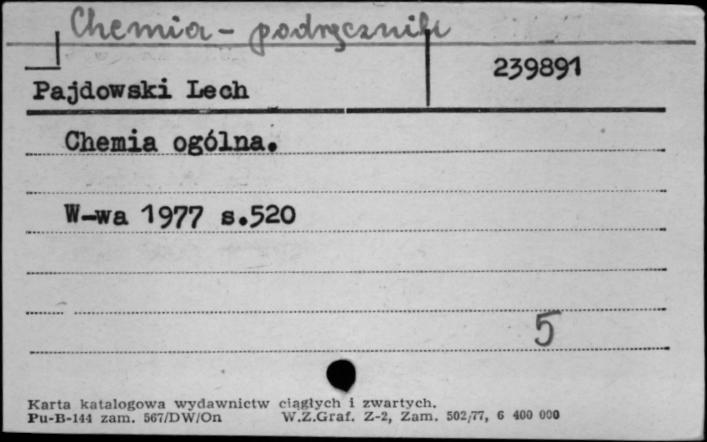 Chemia - podręczniki
239891
Pajdowski Lech
Chemia ogólna.
W-wa 1977 s.520
5
Karta katalogowa wydawnictw ciągłych i zwartych.
Pu-B-144 zam. 567/DW/On W.Z.Graf. Z-2, Zam. 502/77, 6 400 000